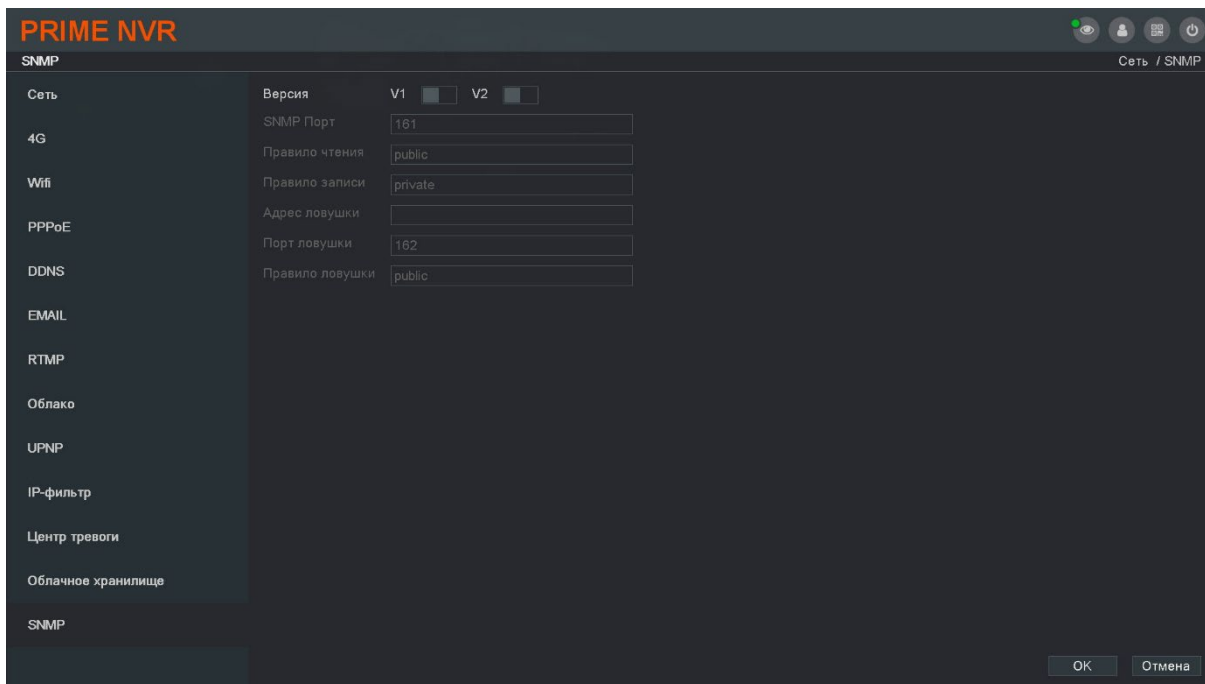 PRIME NVR
SNMP
Сеть / SNMP
Сеть
4G
Wifi
PPPoE
DDNS
EMAIL
RTMP
Облако
UPNP
IP-фильтр
Центр тревоги
Облачное хранилище
SNMP
Версия V1 V2
SNMP Порт 161
Правило чтения public
Правило записи private
Адрес ловушки
Порт ловушки 162
Правило ловушки public
OK Отмена